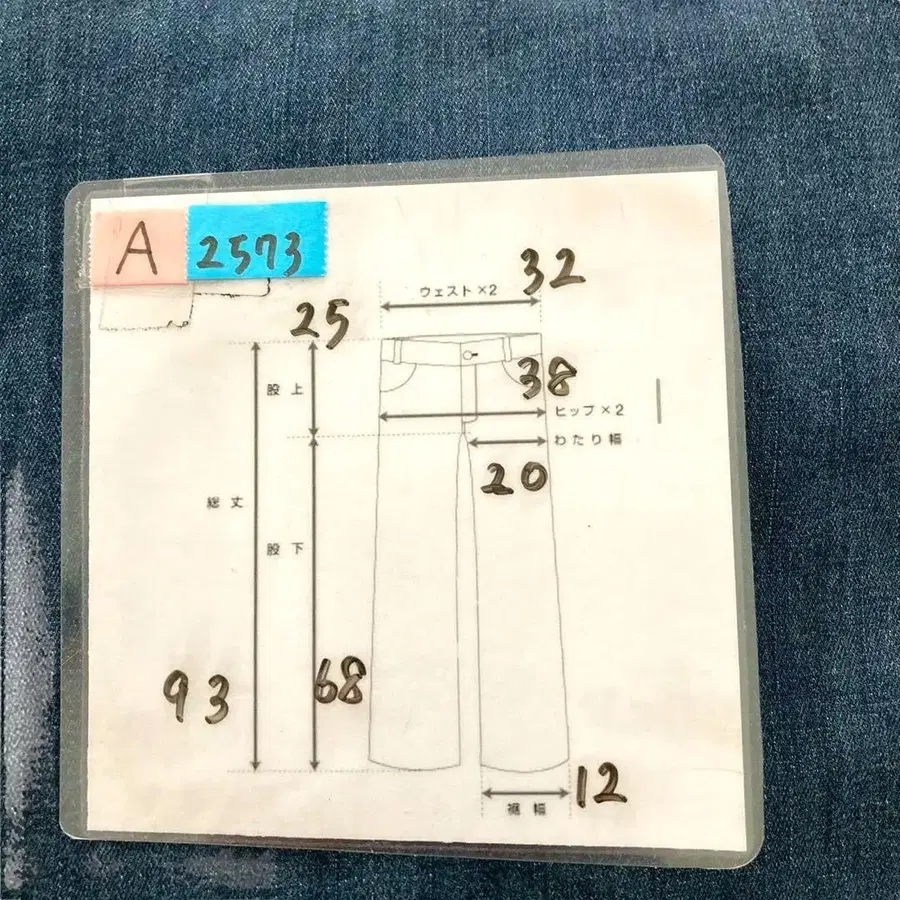 A 2573
ウェスト×2 32
25
股上
38
ヒップ×2
わたり幅
20
総丈
股下
93
68
12
裾幅